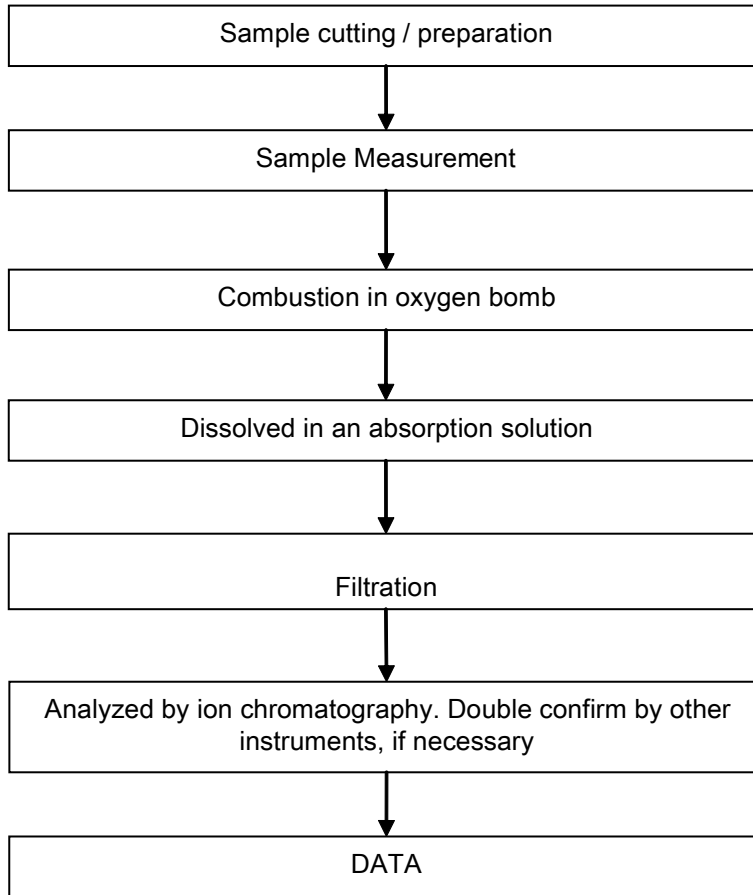 Sample cutting / preparation
Sample Measurement
Combustion in oxygen bomb
Dissolved in an absorption solution
Filtration
Analyzed by ion chromatography. Double confirm by other
instruments, if necessary
DATA